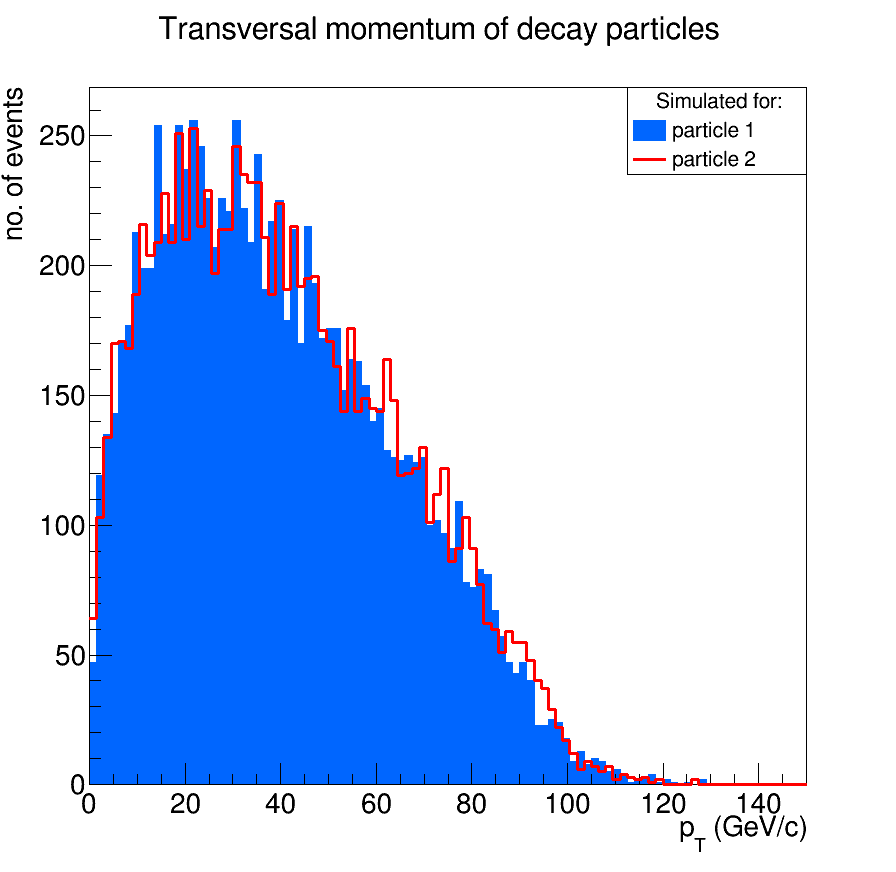 Transversal momentum of decay particles
no. of events
Simulated for:
particle 1
particle 2
250
200
150
100
50
0
0 20 40 60 80 100 120 140
p_T (GeV/c)